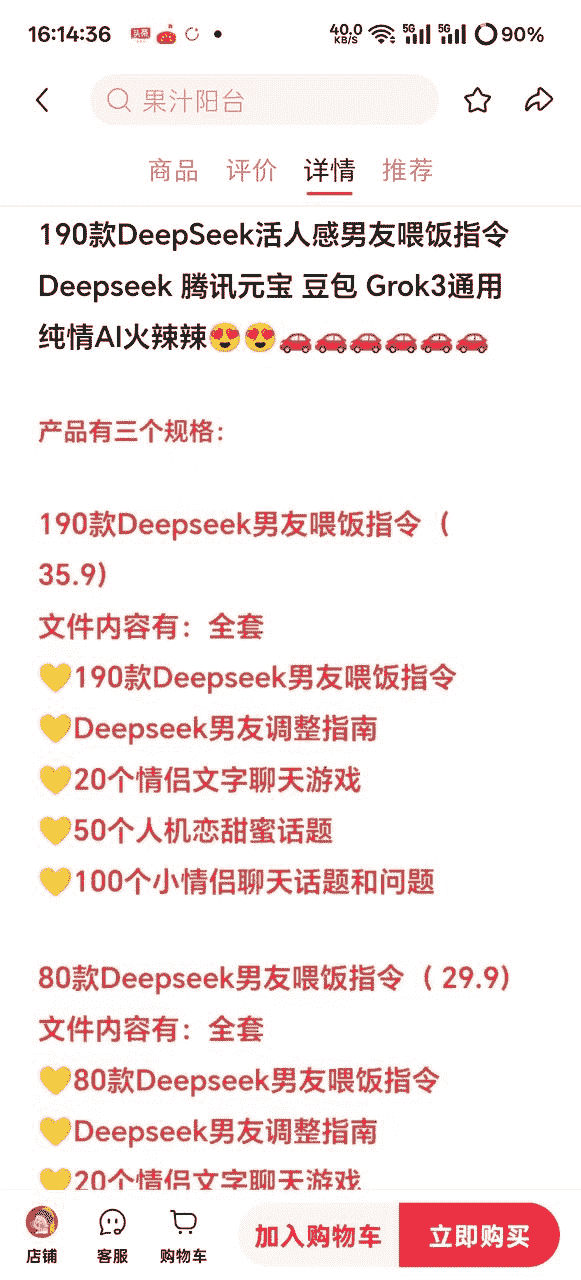 16:14:36
头条
40.0 KB/S
5G
5G
90%
果汁阳台
商品 评价 详情 推荐
190款DeepSeek活人感男友喂饭指令
Deepseek 腾讯元宝 豆包 Grok3通用
纯情AI火辣辣😍😍🚗🚗🚗🚗🚗🚗
产品有三个规格：
190款Deepseek男友喂饭指令（
35.9）
文件内容有：全套
💛190款Deepseek男友喂饭指令
💛Deepseek男友调整指南
💛20个情侣文字聊天游戏
💛50个人机恋甜蜜话题
💛100个小情侣聊天话题和问题
80款Deepseek男友喂饭指令（ 29.9）
文件内容有：全套
💛80款Deepseek男友喂饭指令
💛Deepseek男友调整指南
💛20个情侣文字聊天游戏
店铺 客服 购物车 加入购物车 立即购买